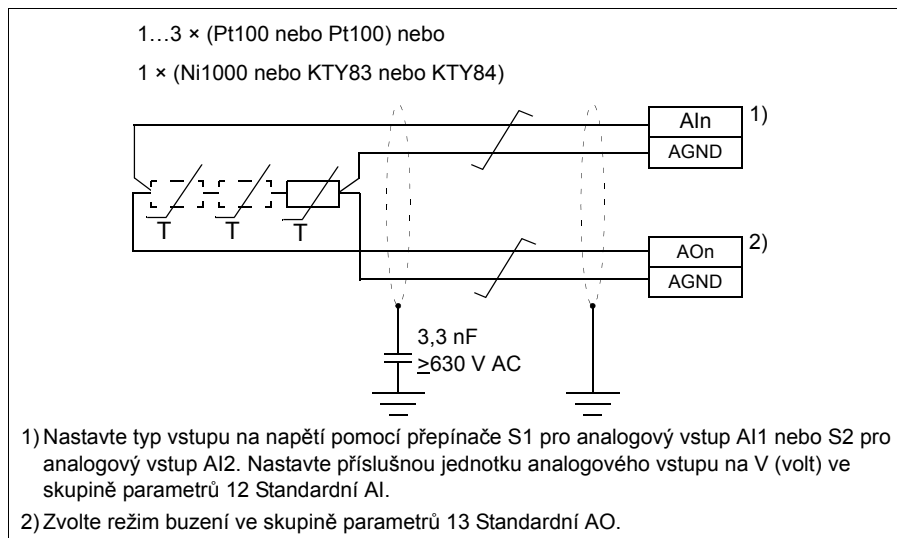 1…3 × (Pt100 nebo Pt100) nebo
1 × (Ni1000 nebo KTY83 nebo KTY84)
AIn 1)
AGND
T T T
AOn 2)
AGND
3,3 nF
≥630 V AC
1) Nastavte typ vstupu na napětí pomocí přepínače S1 pro analogový vstup AI1 nebo S2 pro
analogový vstup AI2. Nastavte příslušnou jednotku analogového vstupu na V (volt) ve
skupině parametrů 12 Standardní AI.
2) Zvolte režim buzení ve skupině parametrů 13 Standardní AO.